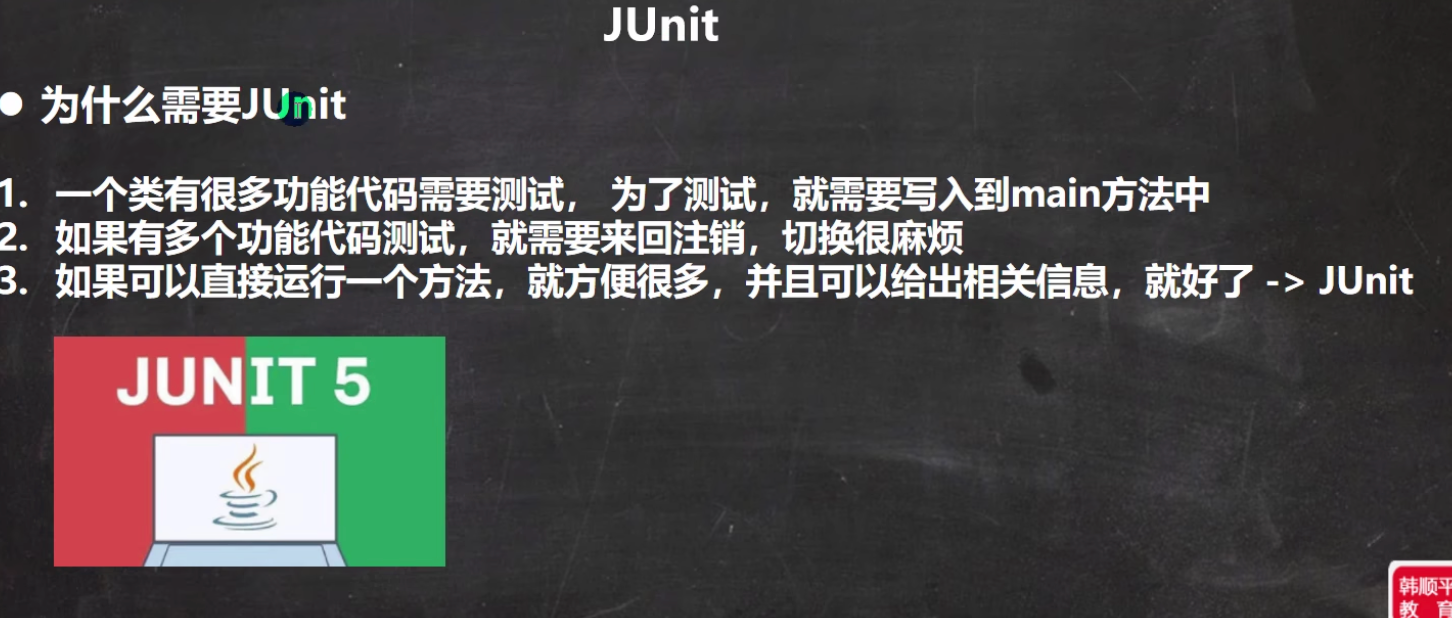 JUnit
● 为什么需要JUnit
1. 一个类有很多功能代码需要测试， 为了测试，就需要写入到main方法中
2. 如果有多个功能代码测试，就需要来回注销，切换很麻烦
3. 如果可以直接运行一个方法，就方便很多，并且可以给出相关信息，就好了 -> JUnit
JUNIT 5
韩顺平
教 育